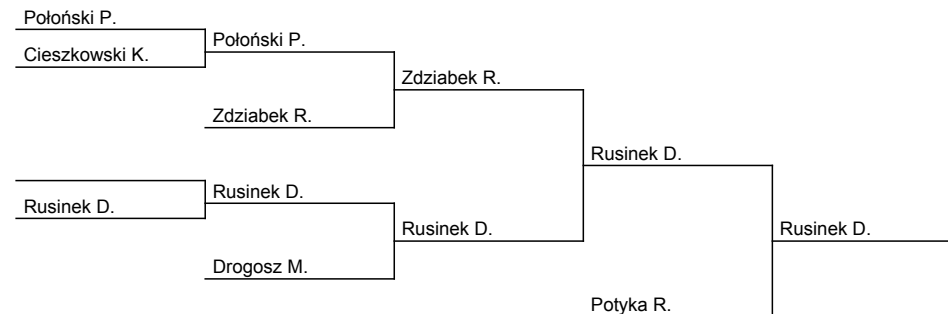 Połoński P.
Połoński P.
Cieszkowski K.
Zdziabek R.
Zdziabek R.
Rusinek D.
Rusinek D.
Rusinek D.
Rusinek D.
Rusinek D.
Drogosz M.
Potyka R.